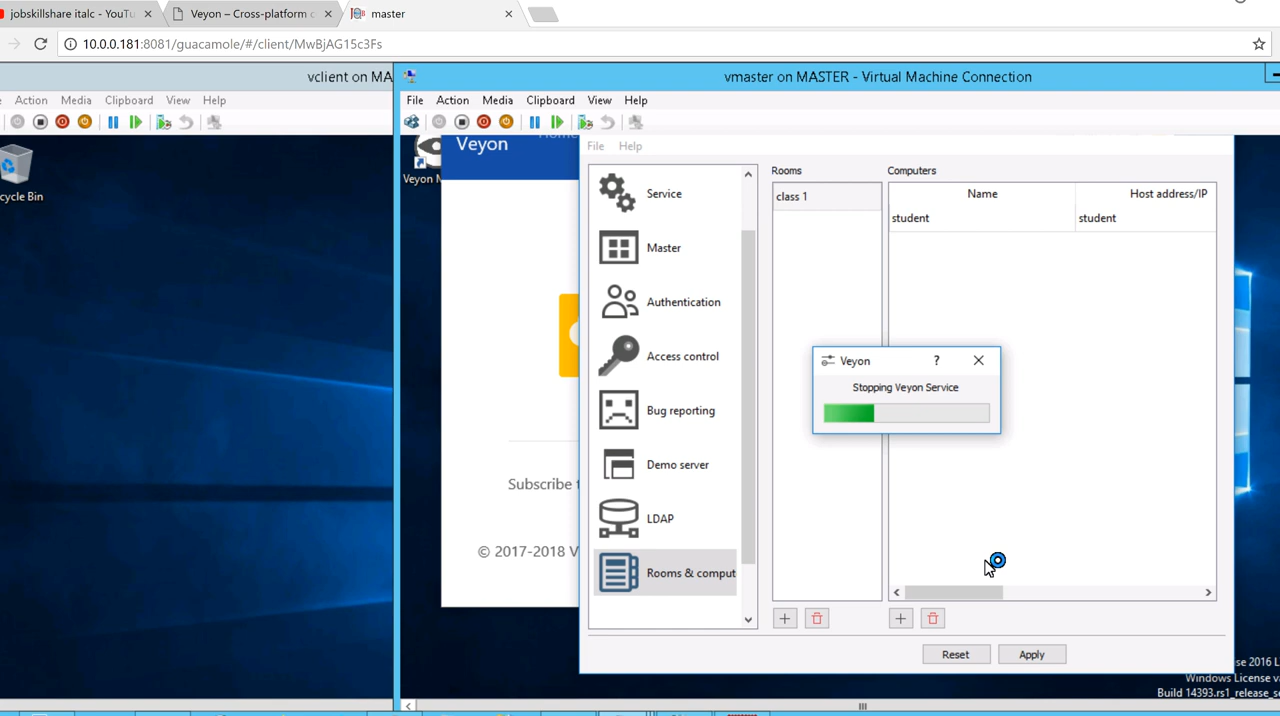 jobskillshare italc - YouTu
Veyon – Cross-platform c
master
10.0.0.181:8081/guacamole/#/client/MwBjAG15c3Fs
vclient on MA
Action Media Clipboard View Help
cycle Bin
vmaster on MASTER - Virtual Machine Connection
File Action Media Clipboard View Help
Veyon
Veyon
Home
Subscribe t
© 2017-2018 V
File Help
Service
Master
Authentication
Access control
Bug reporting
Demo server
LDAP
Rooms & comput
Rooms
class 1
Computers
Name Host address/IP
student student
Veyon ?
Stopping Veyon Service
Reset Apply
Windows License va
Build 14393.rs1_release_s